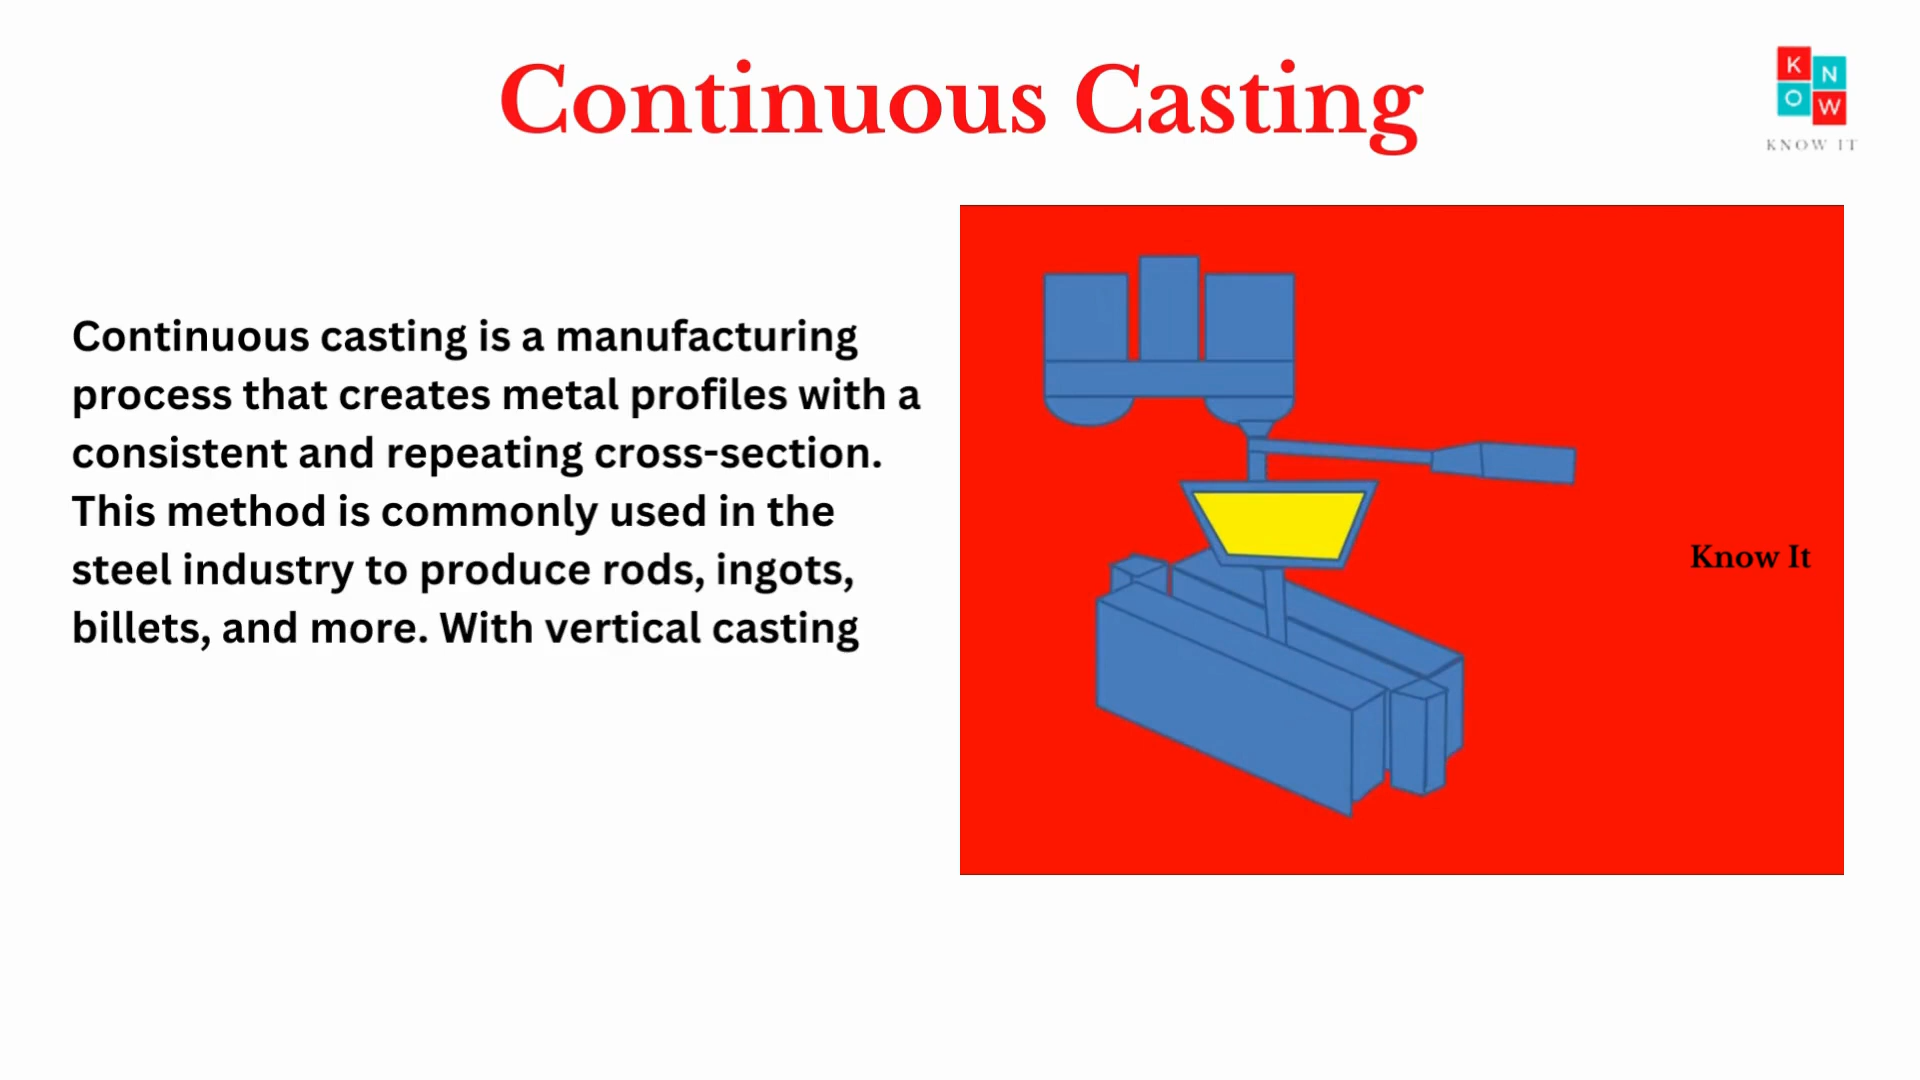 Continuous Casting
K
N
O
W
KNOW IT
Continuous casting is a manufacturing
process that creates metal profiles with a
consistent and repeating cross-section.
This method is commonly used in the
steel industry to produce rods, ingots,
billets, and more. With vertical casting
Know It